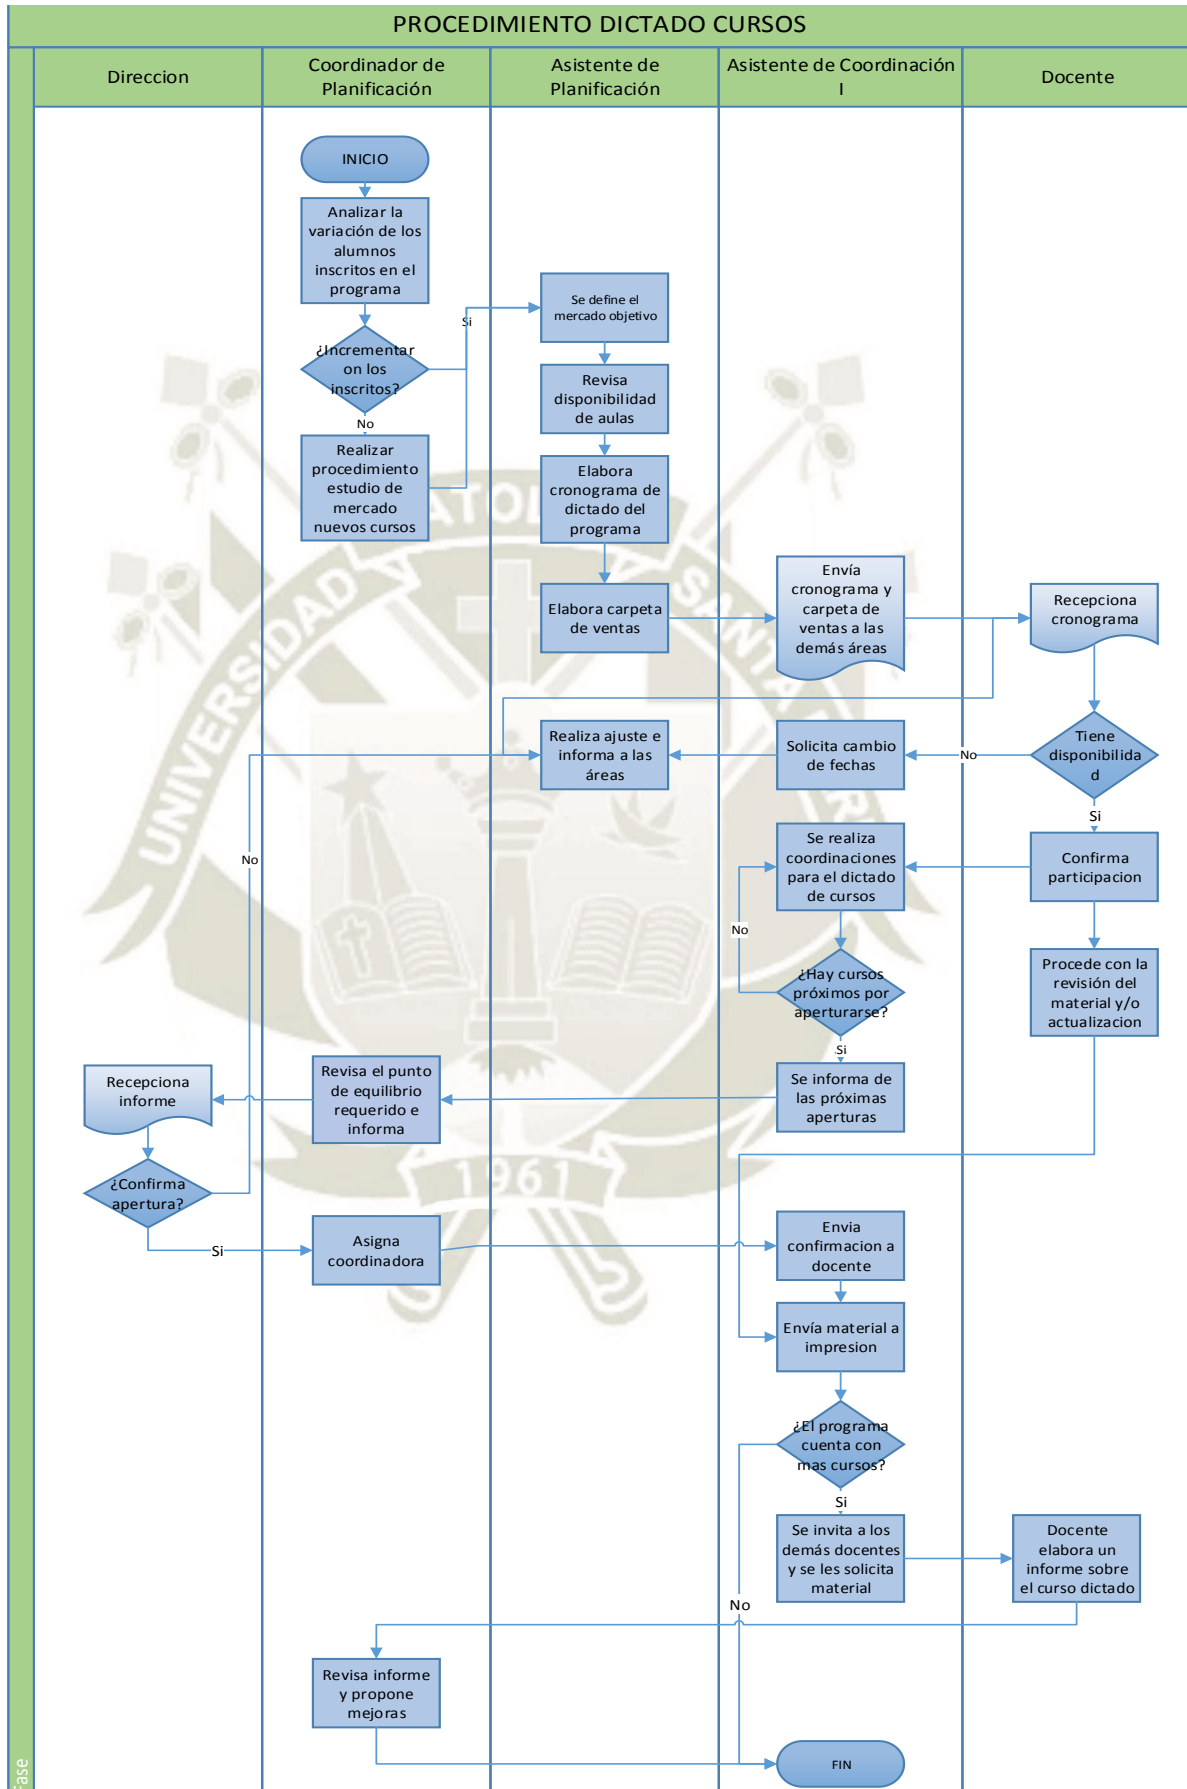 PROCEDIMIENTO DICTADO CURSOS
Direccion
Coordinador de
Planificación
Asistente de
Planificación
Asistente de Coordinación
I
Docente
INICIO
Analizar la
variación de los
alumnos
inscritos en el
programa
Se define el
mercado objetivo
Si
¿Incrementar
on los
inscritos?
No
Revisa
disponibilidad
de aulas
Realizar
procedimiento
estudio de
mercado
nuevos cursos
Elabora
cronograma de
dictado del
programa
Elabora carpeta
de ventas
Envía
cronograma y
carpeta de
ventas a las
demás áreas
Recepciona
cronograma
Realiza ajuste e
informa a las
áreas
Solicita cambio
de fechas
No
Tiene
disponibilida
d
Si
No
Se realiza
coordinaciones
para el dictado
de cursos
Confirma
participacion
No
¿Hay cursos
próximos por
aperturarse?
Procede con la
revisión del
material y/o
actualizacion
Si
Recepciona
informe
Revisa el punto
de equilibrio
requerido e
informa
Se informa de
las próximas
aperturas
¿Confirma
apertura?
Si
Asigna
coordinadora
Envia
confirmacion a
docente
Envía material a
impresion
¿El programa
cuenta con
mas cursos?
Si
Se invita a los
demás docentes
y se les solicita
material
Docente
elabora un
informe sobre
el curso dictado
No
Revisa informe
y propone
mejoras
FIN
Fase
UNIVERSIDAD
SANTA
1961